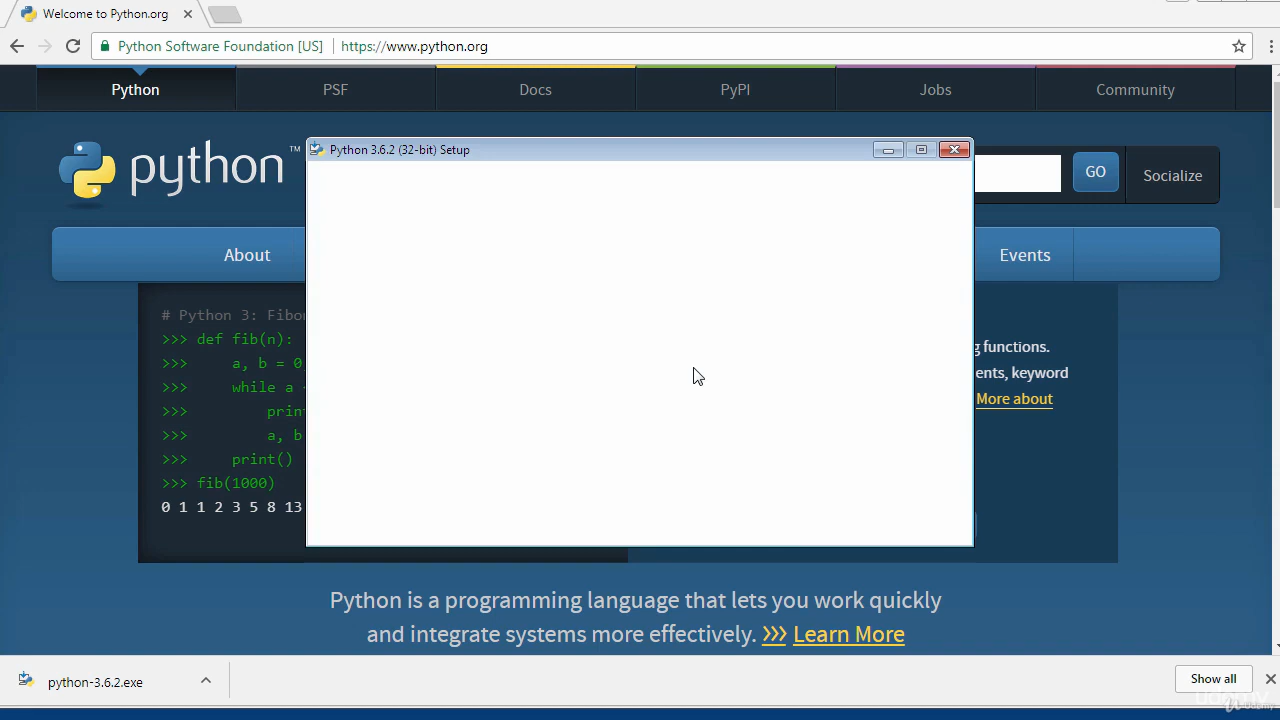 Welcome to Python.org
Python Software Foundation [US] https://www.python.org
Python PSF Docs PyPI Jobs Community
python™ GO Socialize
Python 3.6.2 (32-bit) Setup
About Events
# Python 3: Fibo
>>> def fib(n):
>>> a, b = 0
>>> while a
>>> prin
>>> a, b
>>> print()
>>> fib(1000)
0 1 1 2 3 5 8 13
functions.
ents, keyword
More about
Python is a programming language that lets you work quickly
and integrate systems more effectively. >>> Learn More
python-3.6.2.exe Show all
udemy
Udemy